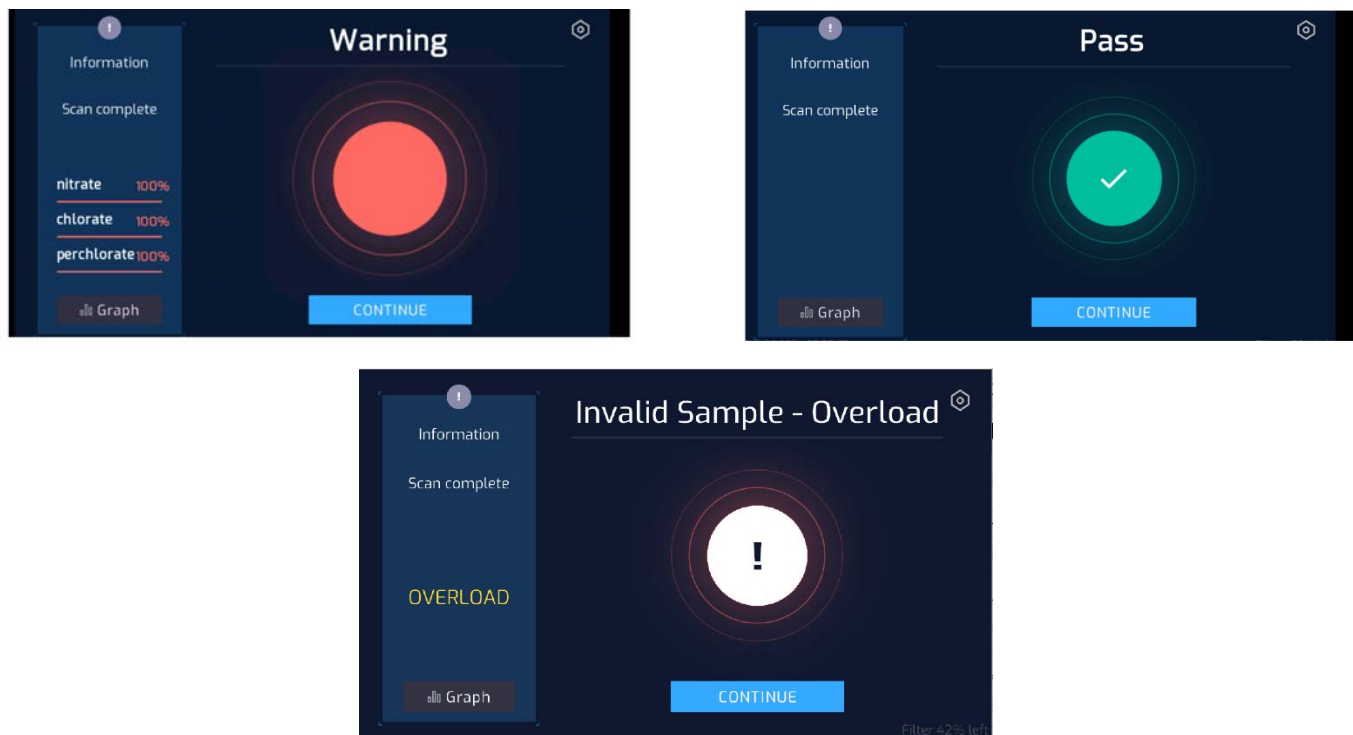 !
Information
Warning
Scan complete
nitrate 100%
chlorate 100%
perchlorate 100%
Graph
CONTINUE
!
Information
Pass
Scan complete
Graph
CONTINUE
!
Information
Invalid Sample - Overload
Scan complete
!
OVERLOAD
Graph
CONTINUE
Filter 42% left